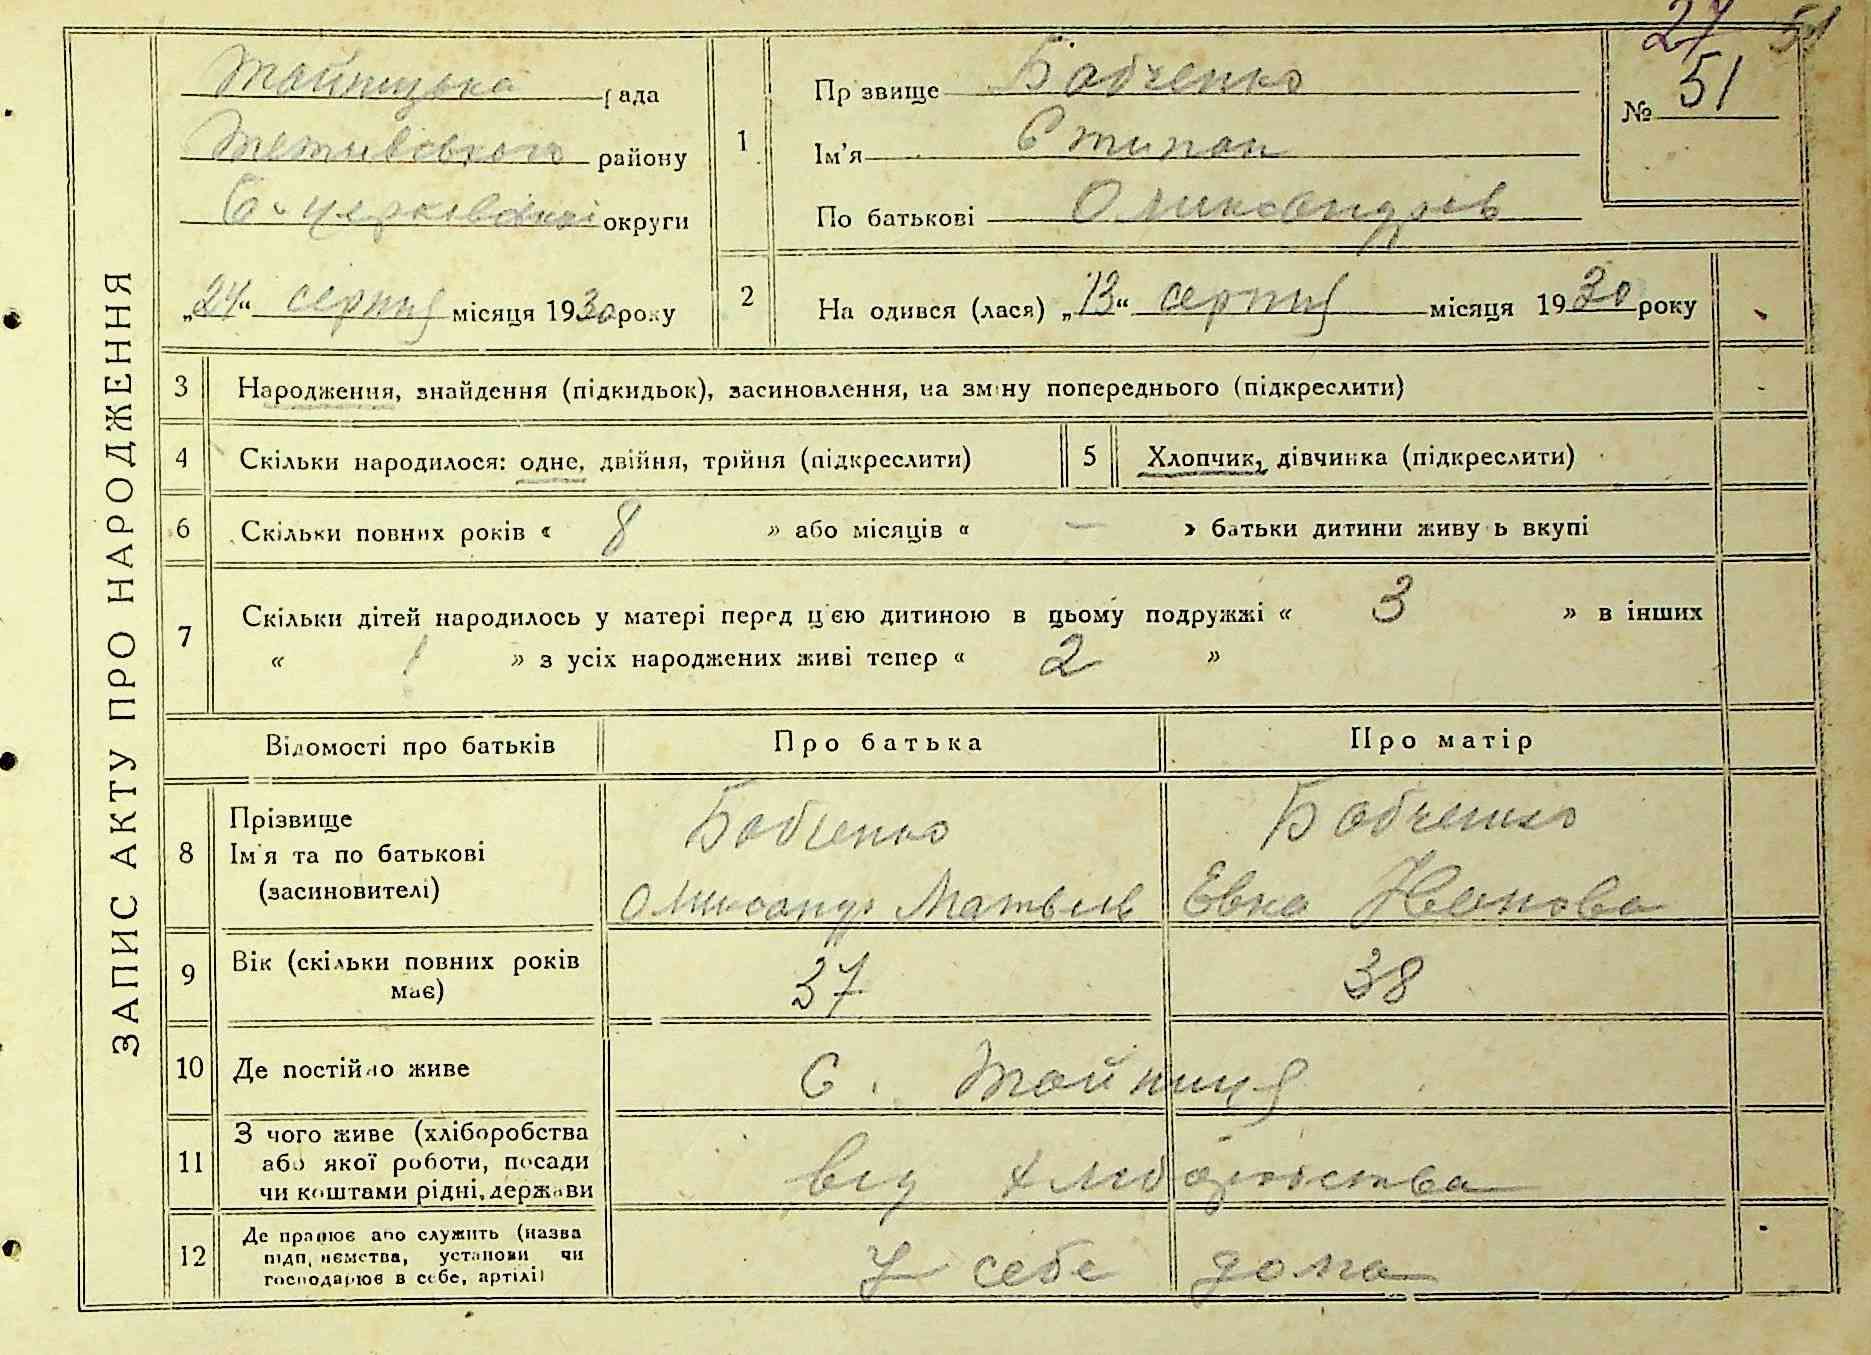 27 51
ЗАПИС АКТУ ПРО НАРОДЖЕННЯ
Тайницька рада
Тетиівського району
Б-церківської округи
„24“ серпня місяця 1930 року
1
Прізвище Бабченко
Ім’я Степан
По батькові Олександрів
№ 51
2
На одився (лася) „13“ серпня місяця 1930 року
3 Народження, знайдення (підкидьок), засиновлення, на зміну попереднього (підкреслити)
4 Скільки народилося: одне, двійня, трійня (підкреслити) 5 Хлопчик, дівчинка (підкреслити)
6 Скільки повних років « 8 » або місяців « – » батьки дитини живу ь вкупі
7 Скільки дітей народилось у матері перед ц’єю дитиною в цьому подружжі « 3 » в інших
« / » з усіх народжених живі тепер « 2 »
Відомості про батьків Про батька Про матір
8 Прізвище
Ім’я та по батькові
(засиновителі)
Бабченко
Олександр Матвіїв
Бабченко
Евка Іванова
9 Вік (скільки повних років
має)
37 38
10 Де постійно живе с. Тайниця
11 З чого живе (хліборобства
або якої роботи, посади
чи коштами рідні, держави
від хліборобства
12 Де працює або служить (назва
підп,иємства, установи чи
господарює в себе, артілі)
У себе дома